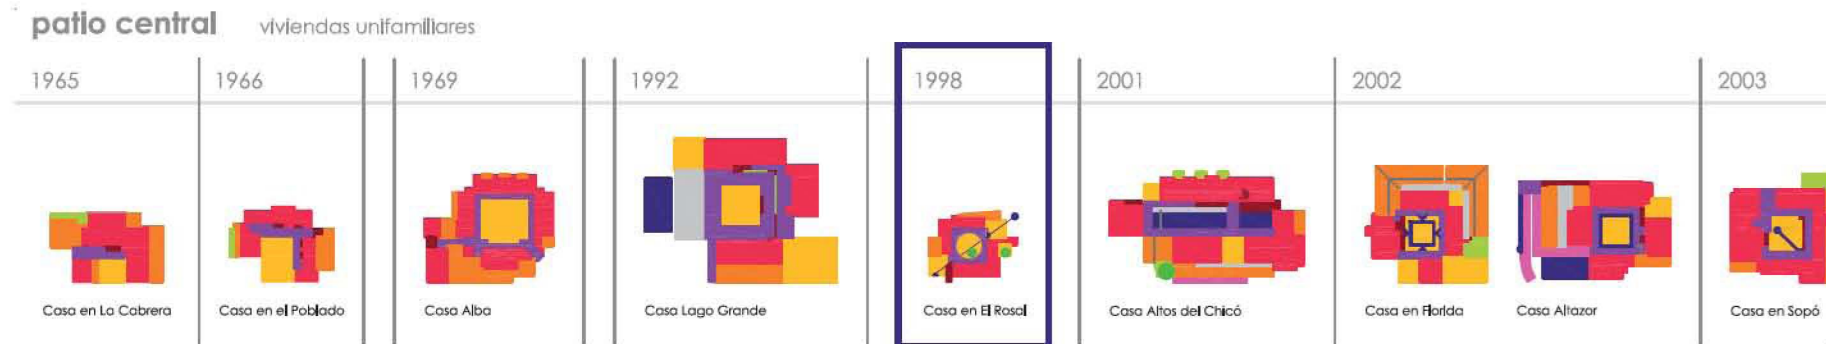 patio central viviendas unifamiliares
1965 1966 1969 1992 1998 2001 2002 2003
Casa en La Cabrera Casa en el Poblado Casa Alba Casa Lago Grande Casa en El Rosal Casa Altos del Chicó Casa en Florida Casa Altazor Casa en Sopó